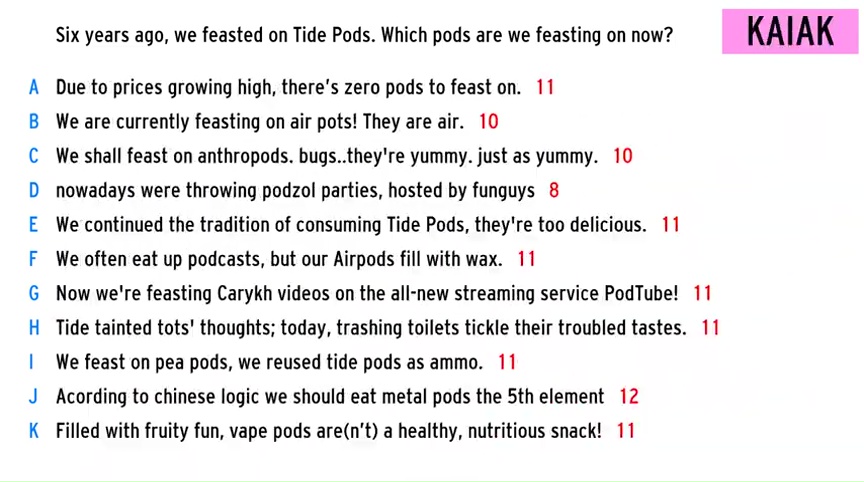 Six years ago, we feasted on Tide Pods. Which pods are we feasting on now?
KAIAK
A Due to prices growing high, there's zero pods to feast on. 11
B We are currently feasting on air pots! They are air. 10
C We shall feast on anthropods. bugs..they're yummy. just as yummy. 10
D nowadays were throwing podzol parties, hosted by funguys 8
E We continued the tradition of consuming Tide Pods, they're too delicious. 11
F We often eat up podcasts, but our Airpods fill with wax. 11
G Now we're feasting Carykh videos on the all-new streaming service PodTube! 11
H Tide tainted tots' thoughts; today, trashing toilets tickle their troubled tastes. 11
I We feast on pea pods, we reused tide pods as ammo. 11
J Acording to chinese logic we should eat metal pods the 5th element 12
K Filled with fruity fun, vape pods are(n't) a healthy, nutritious snack! 11